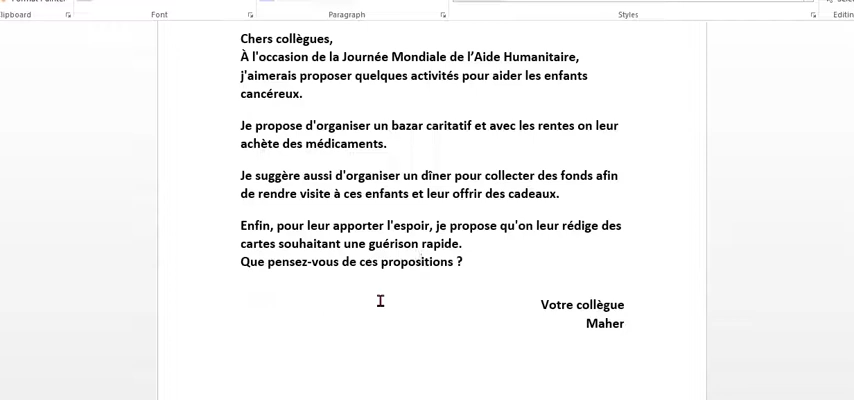 lipboard
Font
Paragraph
Styles
Editin
Chers collègues,
À l'occasion de la Journée Mondiale de l’Aide Humanitaire,
j'aimerais proposer quelques activités pour aider les enfants
cancéreux.
Je propose d'organiser un bazar caritatif et avec les rentes on leur
achète des médicaments.
Je suggère aussi d'organiser un dîner pour collecter des fonds afin
de rendre visite à ces enfants et leur offrir des cadeaux.
Enfin, pour leur apporter l'espoir, je propose qu'on leur rédige des
cartes souhaitant une guérison rapide.
Que pensez-vous de ces propositions ?
Votre collègue
Maher